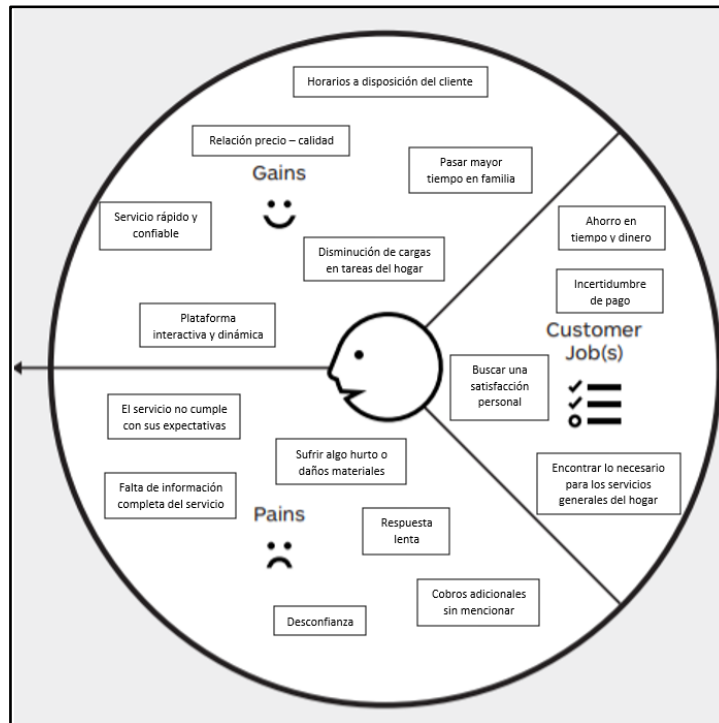 Horarios a disposición del cliente
Relación precio – calidad
Gains
Pasar mayor
tiempo en familia
Servicio rápido y
confiable
Disminución de cargas
en tareas del hogar
Plataforma
interactiva y dinámica
Ahorro en
tiempo y dinero
Incertidumbre
de pago
Customer
Job(s)
Buscar una
satisfacción
personal
Encontrar lo necesario
para los servicios
generales del hogar
El servicio no cumple
con sus expectativas
Sufrir algo hurto o
daños materiales
Falta de información
completa del servicio
Pains
Respuesta
lenta
Cobros adicionales
sin mencionar
Desconfianza